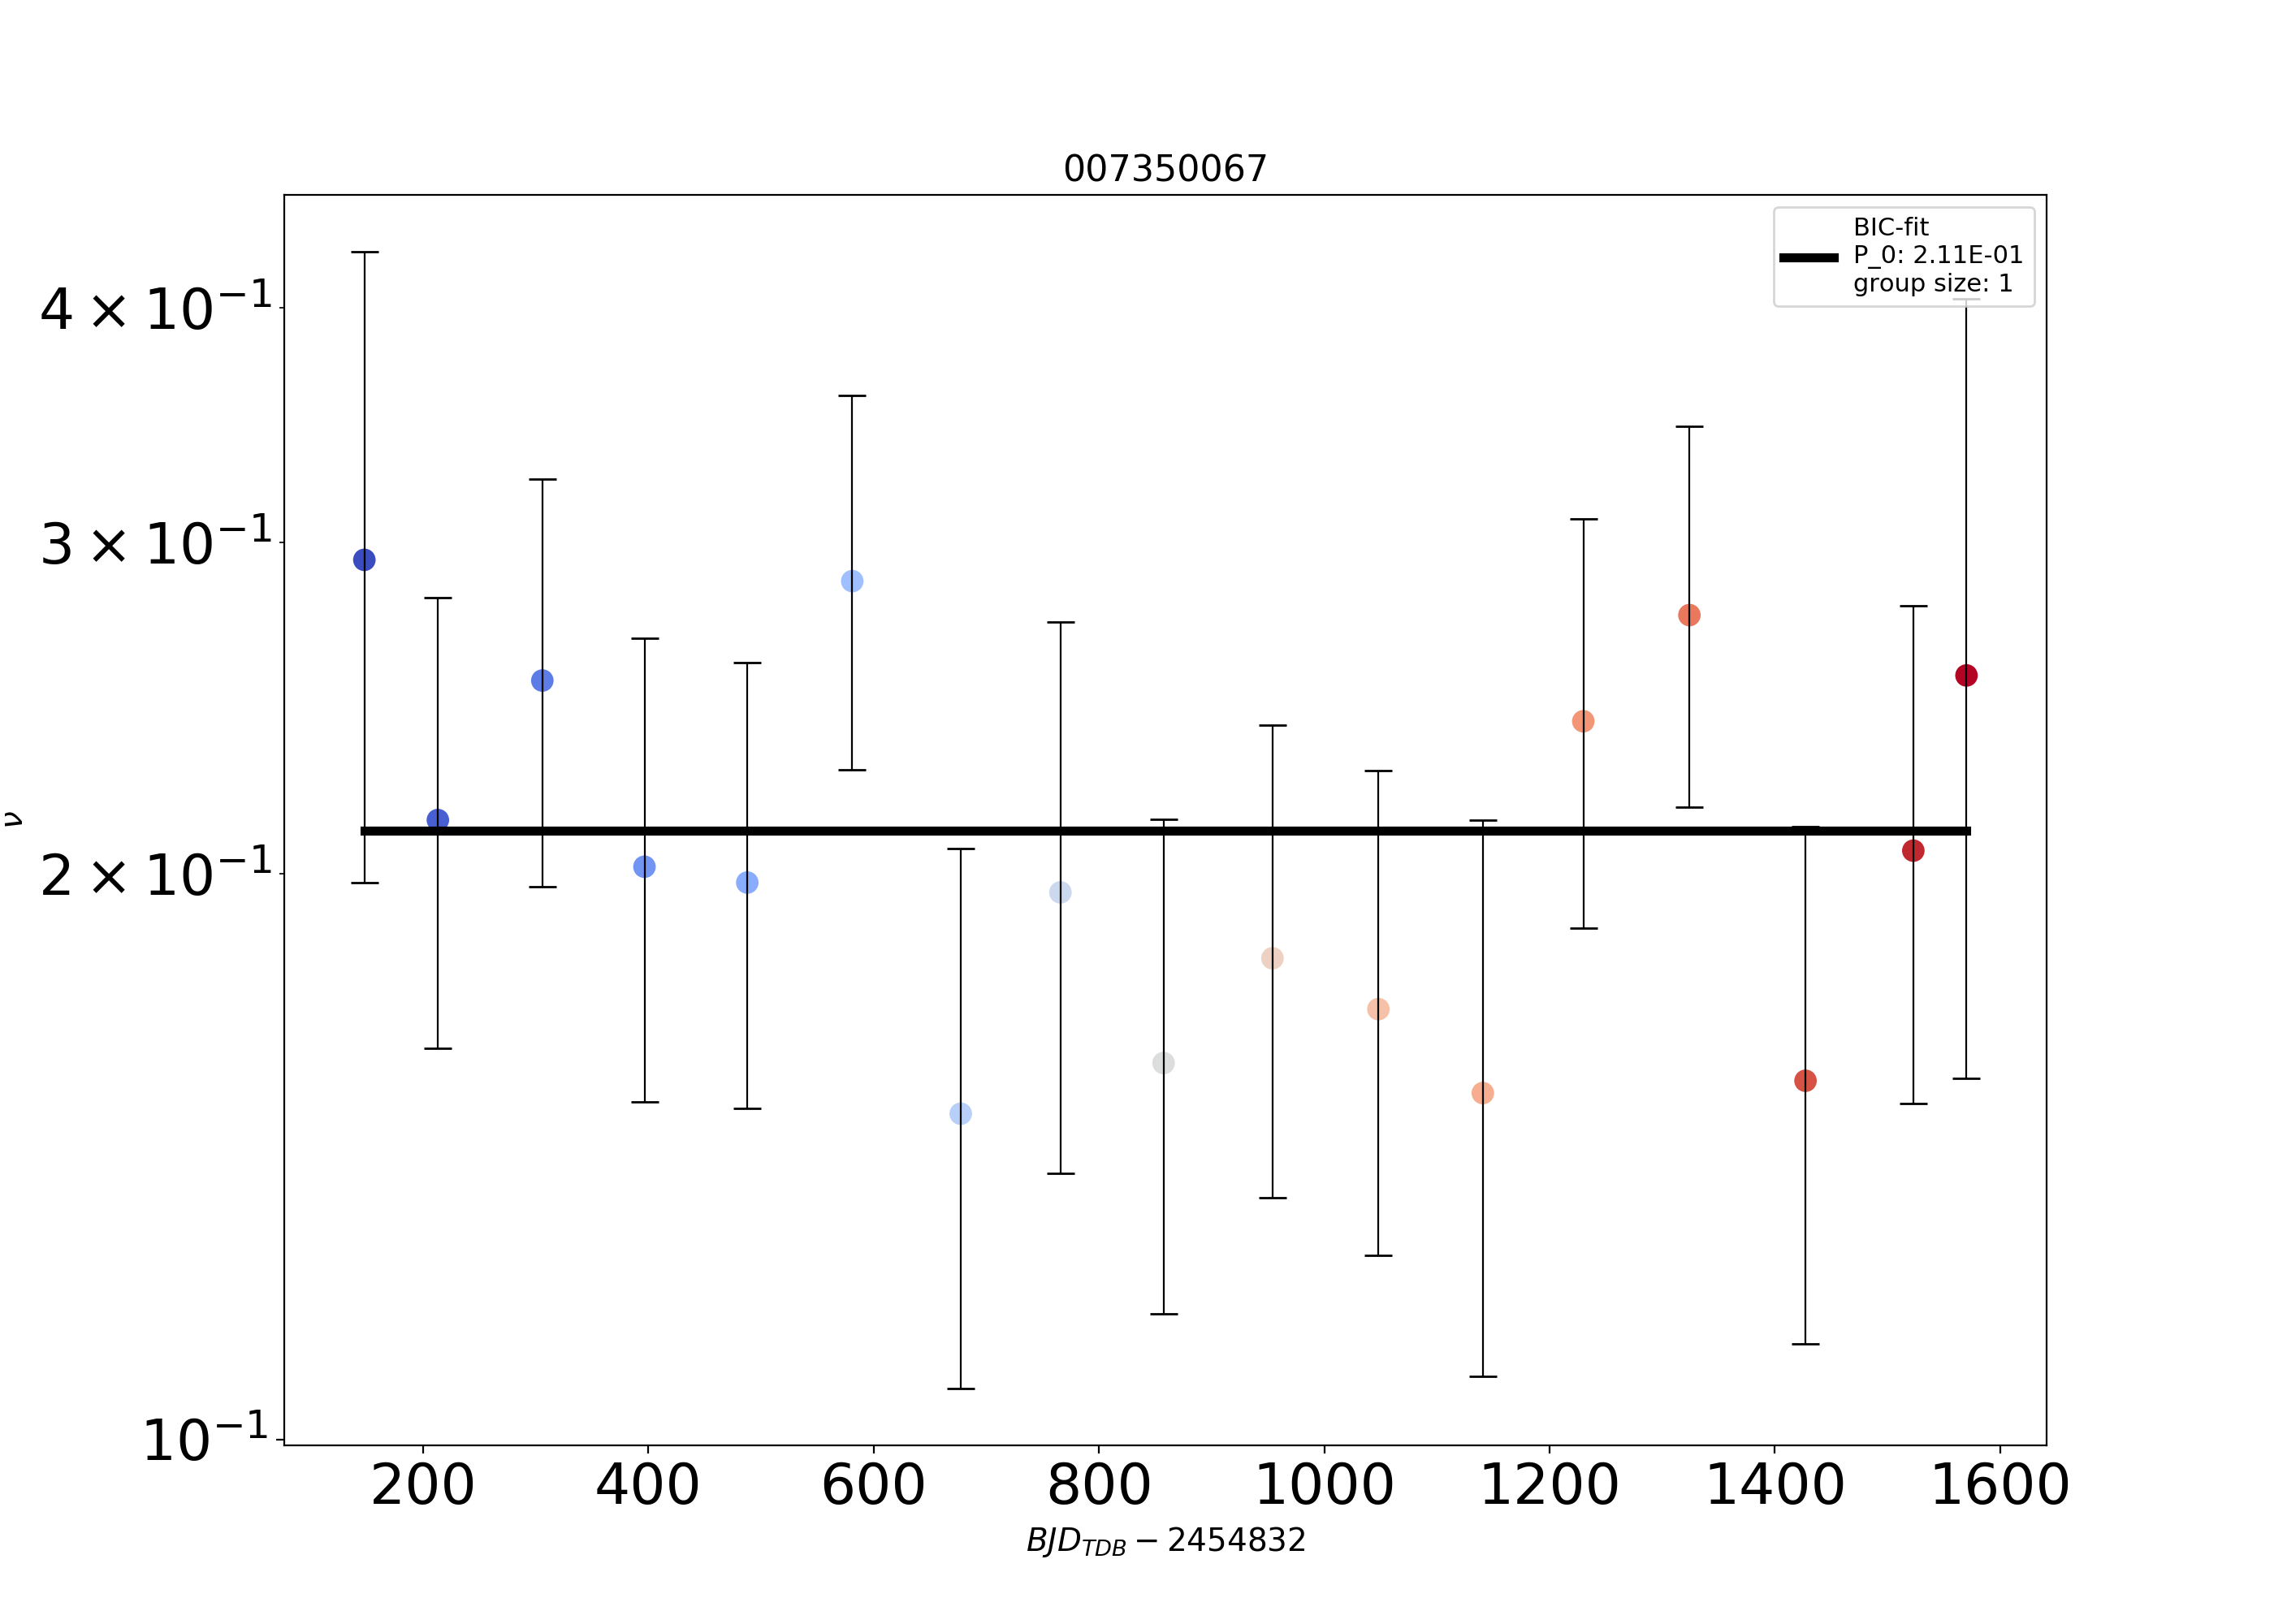 007350067
BIC-fit
P_0: 2.11E-01
group size: 1
4 × 10⁻¹
3 × 10⁻¹
2 × 10⁻¹
10⁻¹
ν
200 400 600 800 1000 1200 1400 1600
BJD_TDB − 2454832